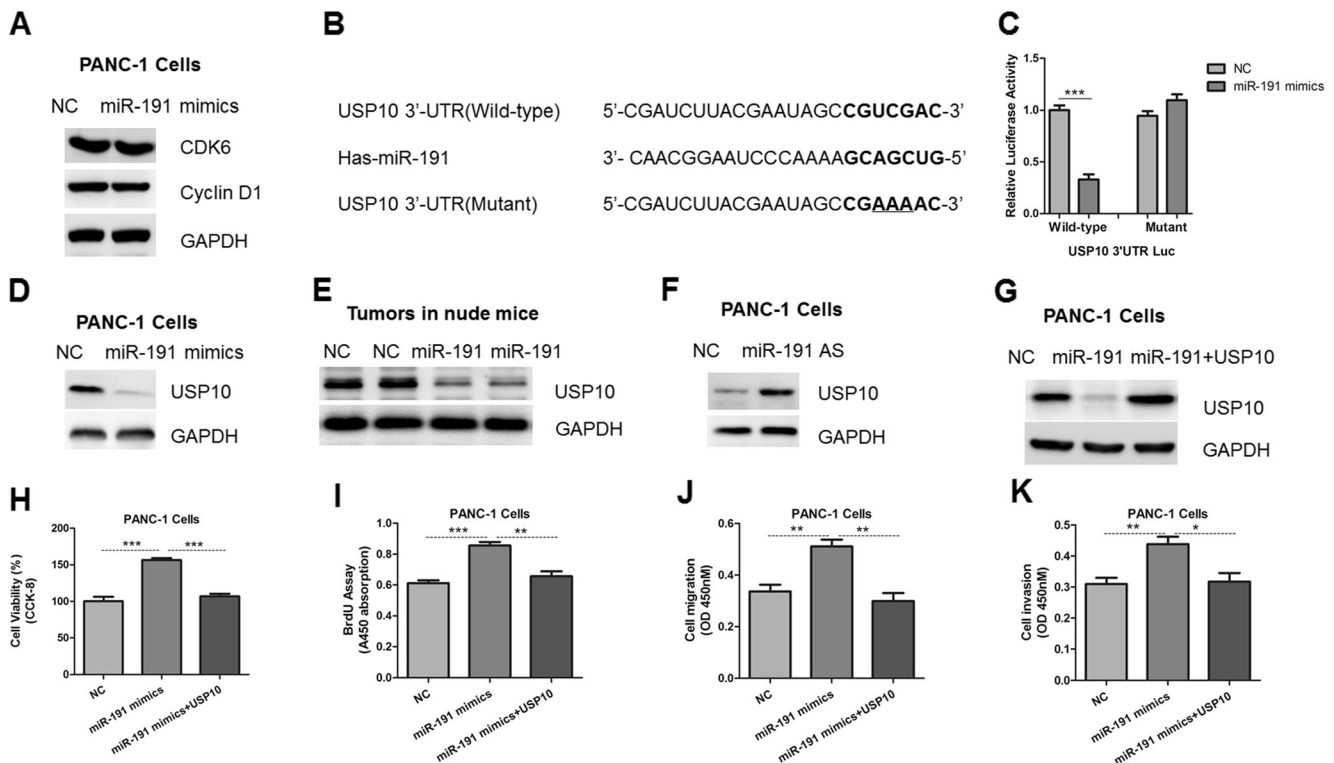 A
PANC-1 Cells
NC miR-191 mimics
CDK6
Cyclin D1
GAPDH
B
USP10 3’-UTR(Wild-type) 5’-CGAUCUUACGAAUAGCCGUCGAC-3’
Has-miR-191 3’- CAACGGAAUCCCAAAAGCAGCUG-5’
USP10 3’-UTR(Mutant) 5’-CGAUCUUACGAAUAGCCGAAAAC-3’
C
Relative Luciferase Activity
1.5
1.0
0.5
0.0
***
NC
miR-191 mimics
Wild-type Mutant
USP10 3'UTR Luc
D
PANC-1 Cells
NC miR-191 mimics
USP10
GAPDH
E
Tumors in nude mice
NC NC miR-191 miR-191
USP10
GAPDH
F
PANC-1 Cells
NC miR-191 AS
USP10
GAPDH
G
PANC-1 Cells
NC miR-191 miR-191+USP10
USP10
GAPDH
H
PANC-1 Cells
Cell Viability (%)
(CCK-8)
200
150
100
50
0
*** ***
NC
miR-191 mimics
miR-191 mimics+USP10
I
PANC-1 Cells
BrdU Assay
(A450 absorption)
1.0
0.8
0.6
0.4
0.2
0.0
*** **
NC
miR-191 mimics
miR-191 mimics+USP10
J
PANC-1 Cells
Cell migration
(OD 450nM)
0.6
0.4
0.2
0.0
** **
NC
miR-191 mimics
miR-191 mimics+USP10
K
PANC-1 Cells
Cell invasion
(OD 450nM)
0.5
0.4
0.3
0.2
0.1
0.0
** *
NC
miR-191 mimics
miR-191 mimics+USP10